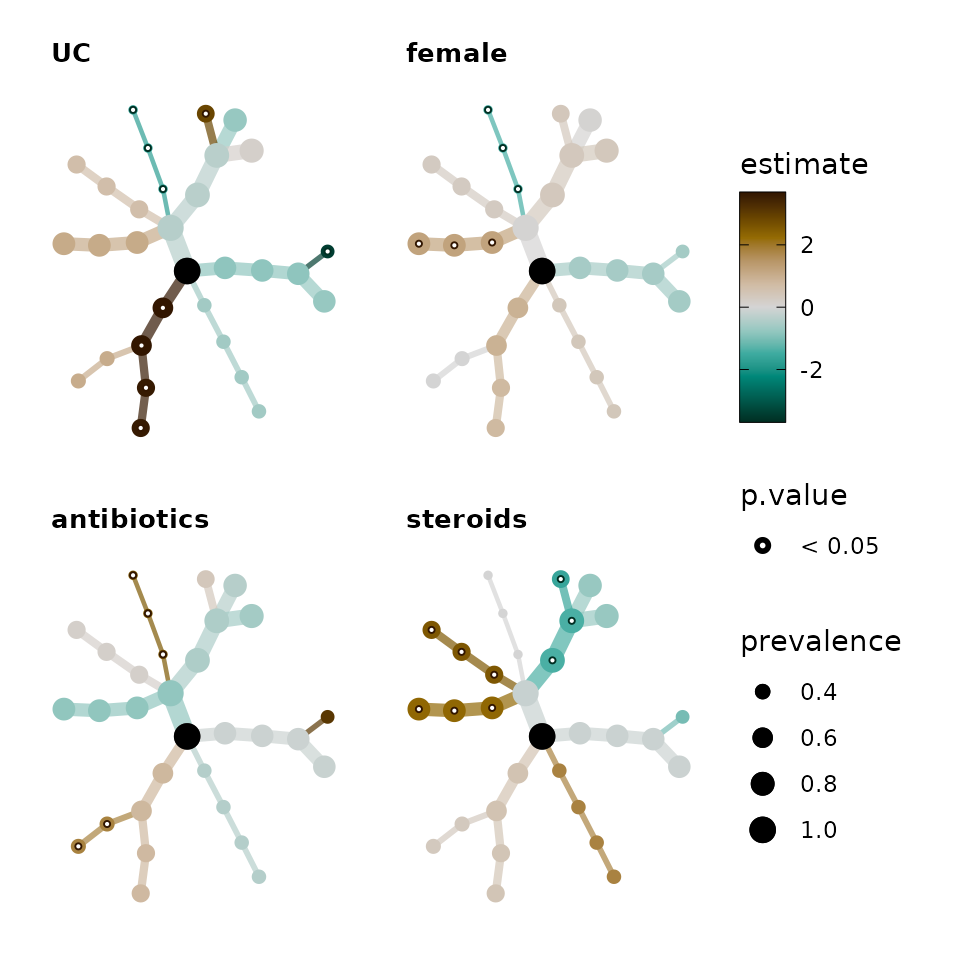 UC
female
antibiotics
steroids
estimate
2
0
-2
p.value
< 0.05
prevalence
0.4
0.6
0.8
1.0